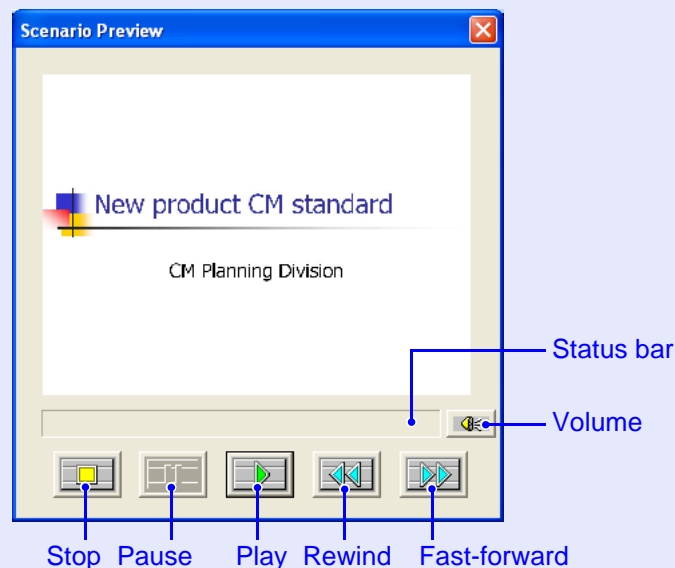 Scenario Preview
New product CM standard
CM Planning Division
Status bar
Volume
Stop Pause Play Rewind Fast-forward